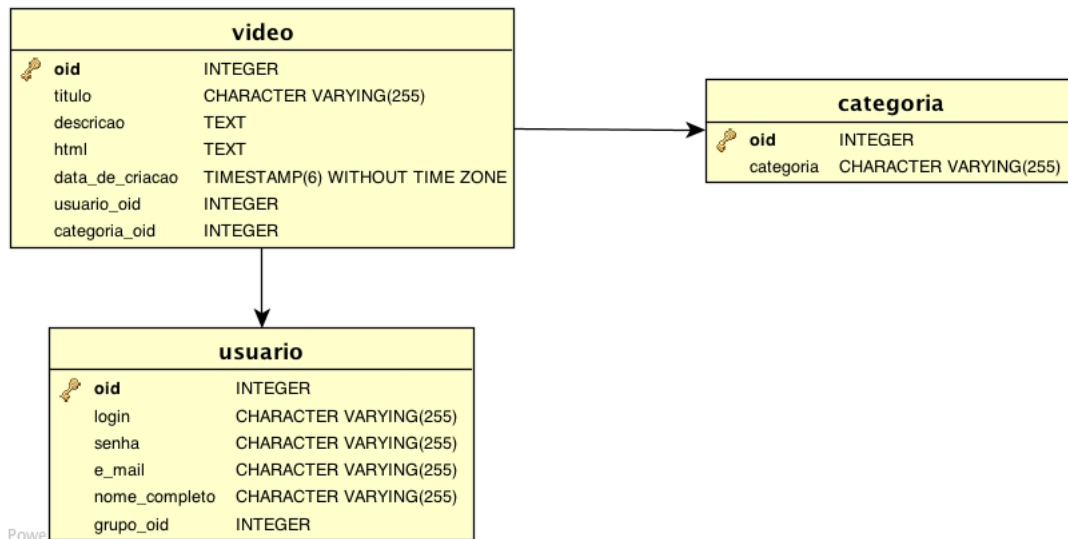 video
oid INTEGER
titulo CHARACTER VARYING(255)
descricao TEXT
html TEXT
data_de_criacao TIMESTAMP(6) WITHOUT TIME ZONE
usuario_oid INTEGER
categoria_oid INTEGER
categoria
oid INTEGER
categoria CHARACTER VARYING(255)
usuario
oid INTEGER
login CHARACTER VARYING(255)
senha CHARACTER VARYING(255)
e_mail CHARACTER VARYING(255)
nome_completo CHARACTER VARYING(255)
grupo_oid INTEGER
Powe